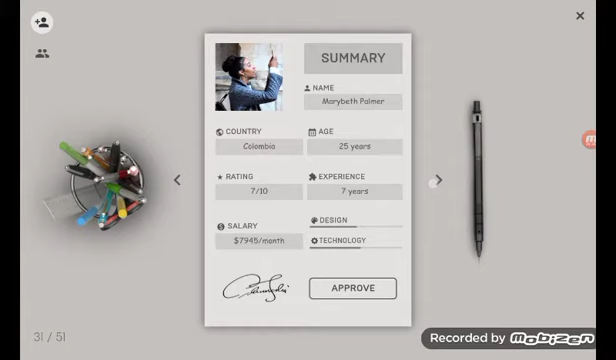 SUMMARY
NAME
Marybeth Palmer
COUNTRY
AGE
Colombia
25 years
RATING
EXPERIENCE
7/10
7 years
SALARY
DESIGN
$7945/month
TECHNOLOGY
APPROVE
31 / 51
Recorded by MOBIZEN